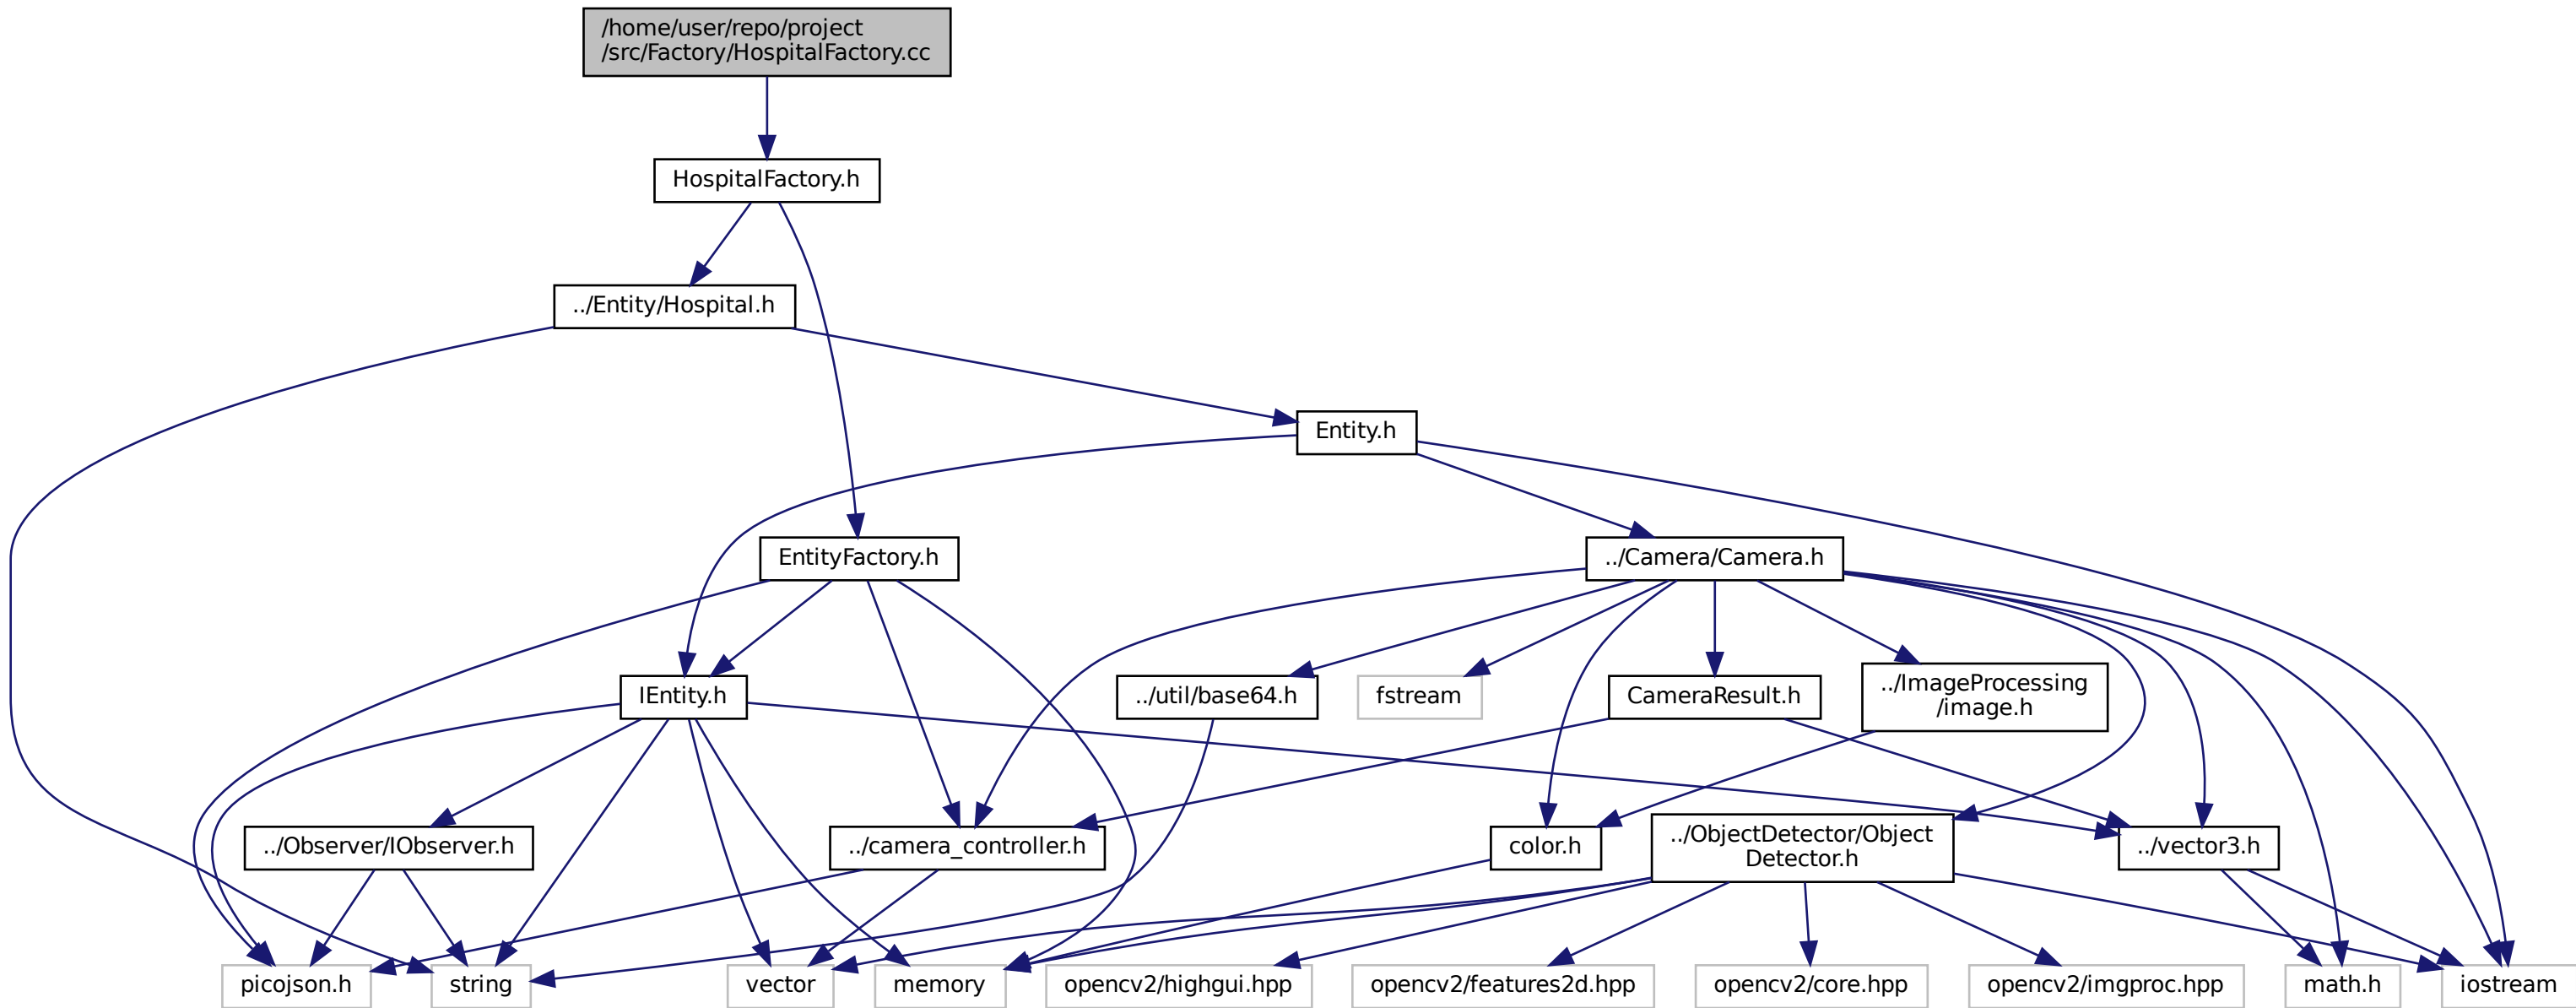 /home/user/repo/project
/src/Factory/HospitalFactory.cc
HospitalFactory.h
../Entity/Hospital.h
Entity.h
EntityFactory.h
../Camera/Camera.h
IEntity.h
../util/base64.h
fstream
CameraResult.h
../ImageProcessing
/image.h
../Observer/IObserver.h
../camera_controller.h
color.h
../ObjectDetector/Object
Detector.h
../vector3.h
picojson.h
string
vector
memory
opencv2/highgui.hpp
opencv2/features2d.hpp
opencv2/core.hpp
opencv2/imgproc.hpp
math.h
iostream